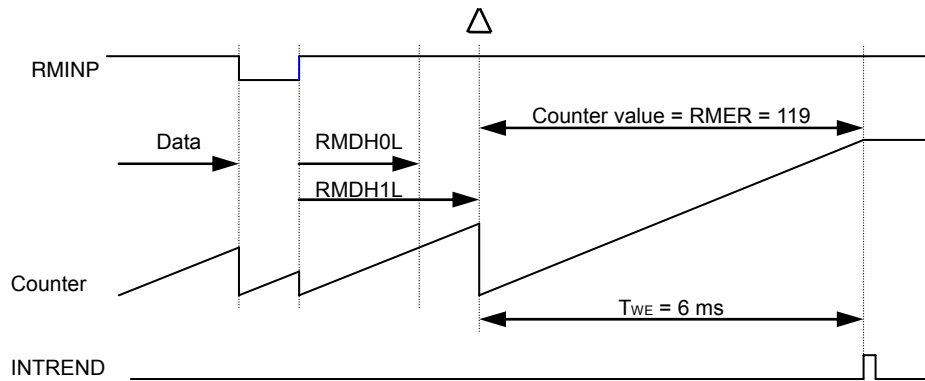 Δ
RMINP
Counter value = RMER = 119
Data
RMDH0L
RMDH1L
Counter
TWE = 6 ms
INTREND